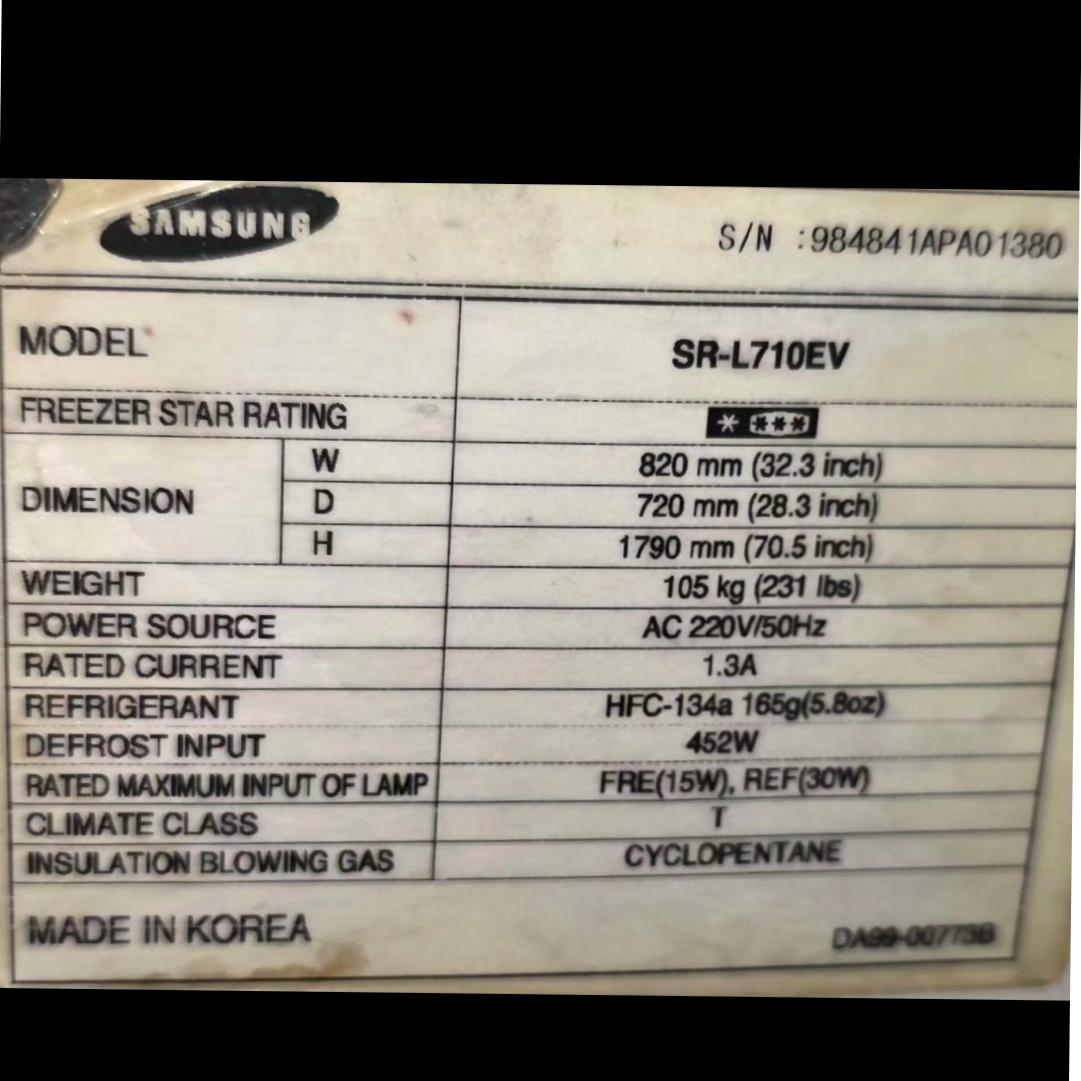 SAMSUNG
S/N :984841APA01380
MODEL SR-L710EV
FREEZER STAR RATING * ***
DIMENSION W 820 mm (32.3 inch)
D 720 mm (28.3 inch)
H 1790 mm (70.5 inch)
WEIGHT 105 kg (231 lbs)
POWER SOURCE AC 220V/50Hz
RATED CURRENT 1.3A
REFRIGERANT HFC-134a 165g(5.8oz)
DEFROST INPUT 452W
RATED MAXIMUM INPUT OF LAMP FRE(15W), REF(30W)
CLIMATE CLASS T
INSULATION BLOWING GAS CYCLOPENTANE
MADE IN KOREA DA99-00773B